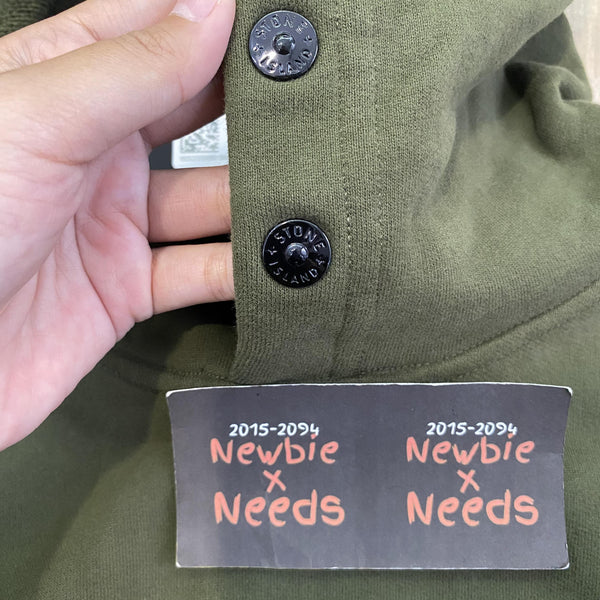 STONE
ISLAND
STONE
ISLAND
2015-2094
Newbie
x
Needs
2015-2094
Newbie
x
Needs